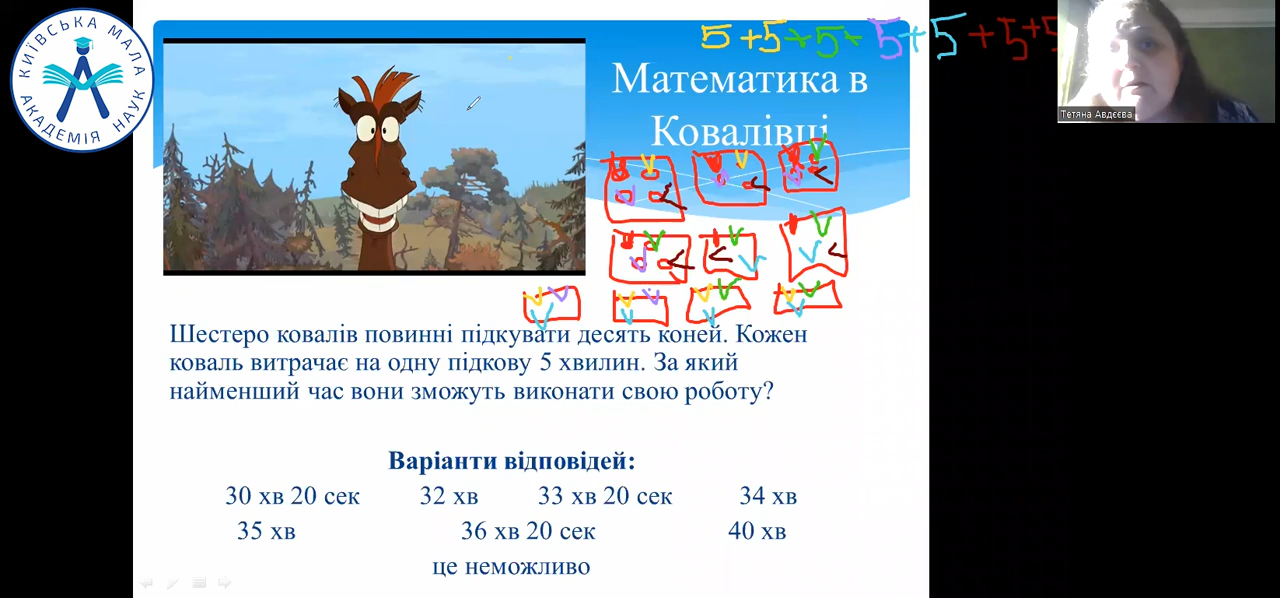 КИЇВСЬКА МАЛА АКАДЕМІЯ НАУК
5+5+5+5+5+5+5
Тетяна Авдєєва
Математика в
Ковалівці
Шестеро ковалів повинні підкувати десять коней. Кожен
коваль витрачає на одну підкову 5 хвилин. За який
найменший час вони зможуть виконати свою роботу?
Варіанти відповідей:
30 хв 20 сек 32 хв 33 хв 20 сек 34 хв
35 хв 36 хв 20 сек 40 хв
це неможливо